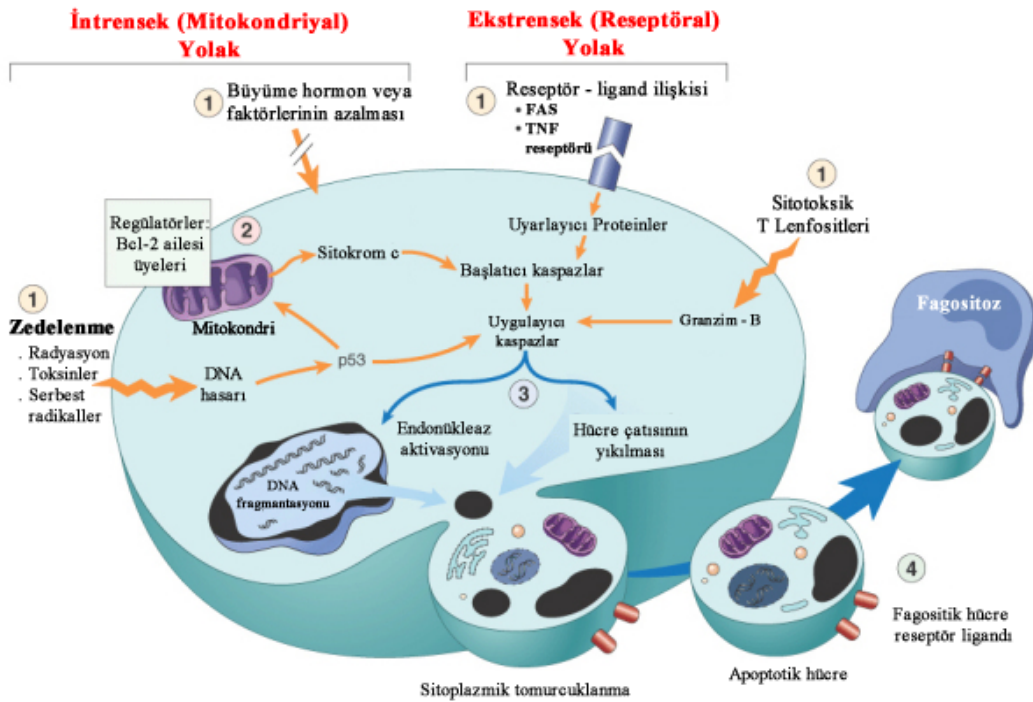 İntrensek (Mitokondriyal)
Yolak
Ekstrensek (Reseptöral)
Yolak
1
Büyüme hormon veya
faktörlerinin azalması
1
Reseptör - ligand ilişkisi
• FAS
• TNF
reseptörü
1
Sitotoksik
T Lenfositleri
Regülatörler:
Bcl-2 ailesi
üyeleri
2
Sitokrom c
Uyarlayıcı Proteinler
Başlatıcı kaspazlar
1
Zedelenme
. Radyasyon
. Toksinler
. Serbest
radikaller
Mitokondri
Uygulayıcı
kaspazlar
Granzim - B
Fagositoz
DNA
hasarı
p53
3
Endonükleaz
aktivasyonu
Hücre çatısının
yıkılması
DNA
fragmantasyonu
4
Fagositik hücre
reseptör ligandı
Sitoplazmik tomurcuklanma
Apoptotik hücre